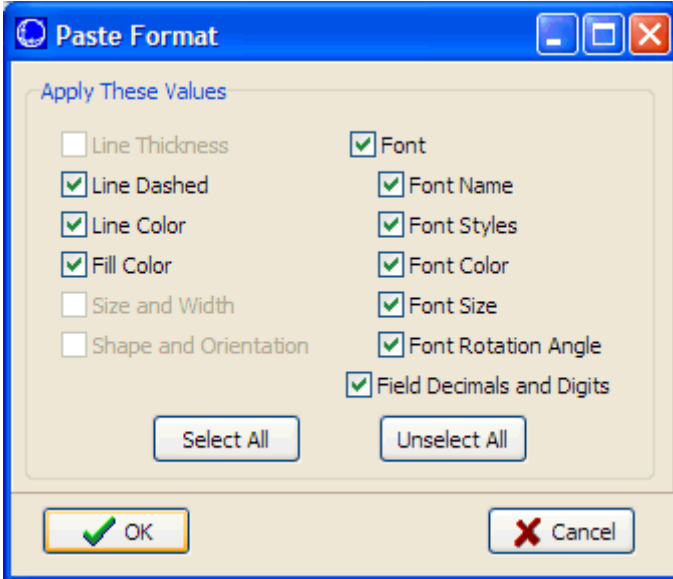 Paste Format
Apply These Values
Line Thickness
Line Dashed
Line Color
Fill Color
Size and Width
Shape and Orientation
Font
Font Name
Font Styles
Font Color
Font Size
Font Rotation Angle
Field Decimals and Digits
Select All
Unselect All
OK
Cancel